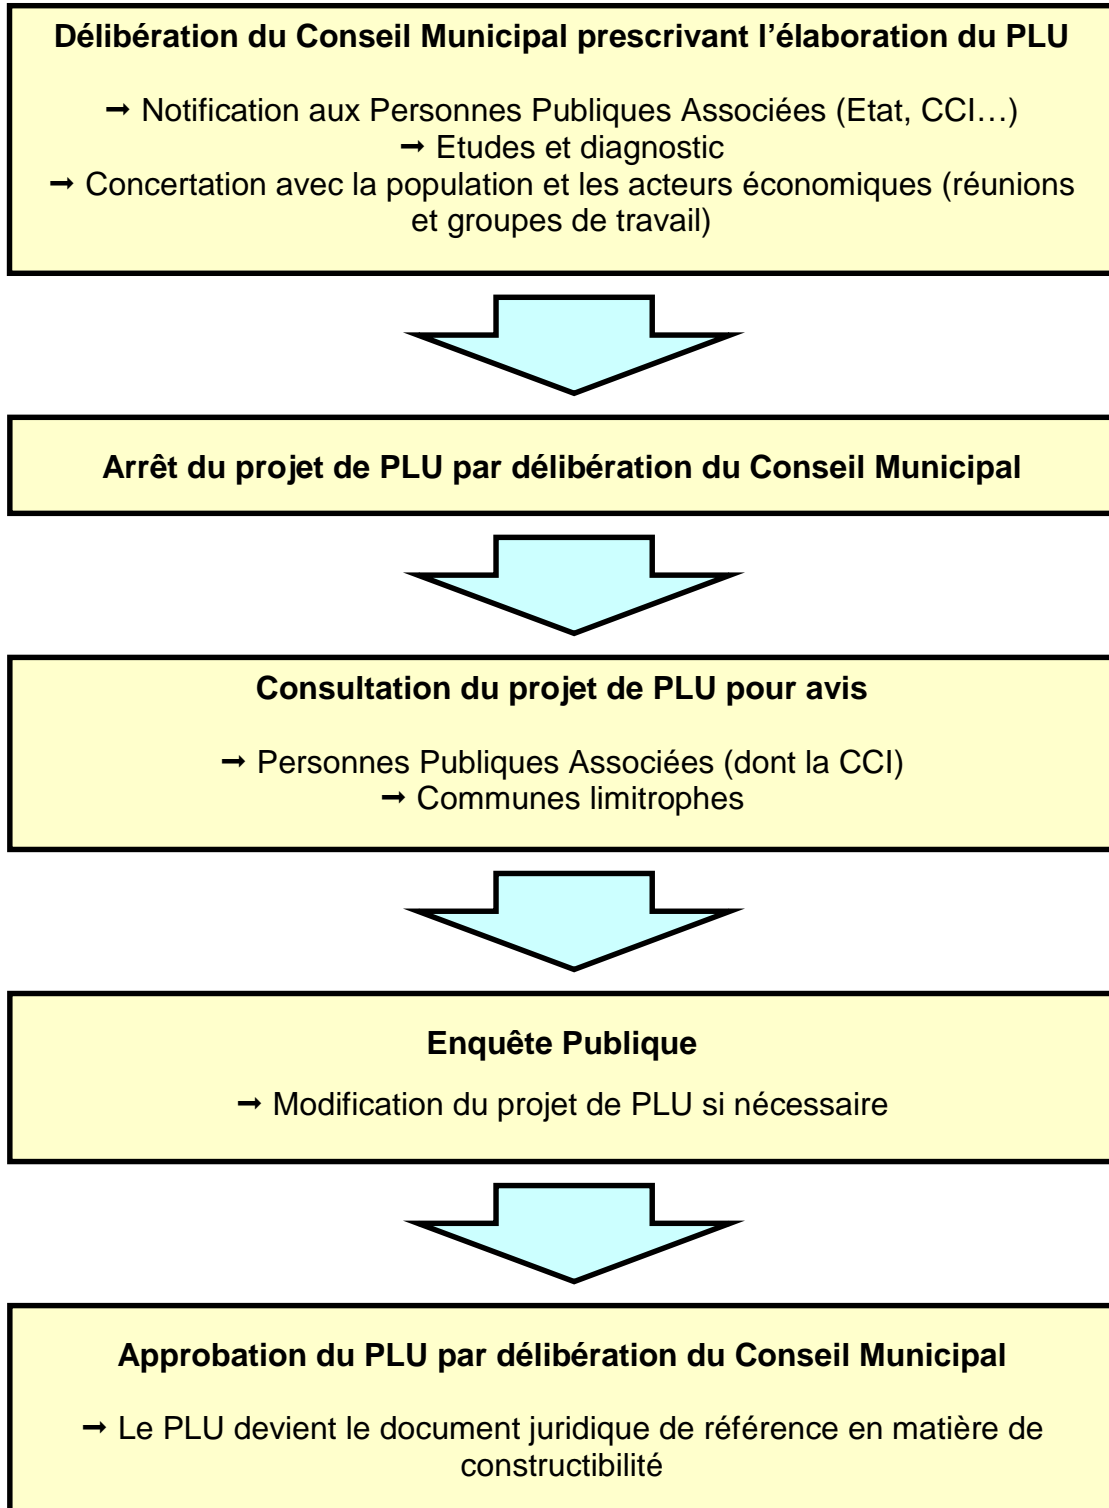 Délibération du Conseil Municipal prescrivant l’élaboration du PLU
➞ Notification aux Personnes Publiques Associées (Etat, CCI…)
➞ Etudes et diagnostic
➞ Concertation avec la population et les acteurs économiques (réunions
et groupes de travail)
Arrêt du projet de PLU par délibération du Conseil Municipal
Consultation du projet de PLU pour avis
➞ Personnes Publiques Associées (dont la CCI)
➞ Communes limitrophes
Enquête Publique
➞ Modification du projet de PLU si nécessaire
Approbation du PLU par délibération du Conseil Municipal
➞ Le PLU devient le document juridique de référence en matière de
constructibilité